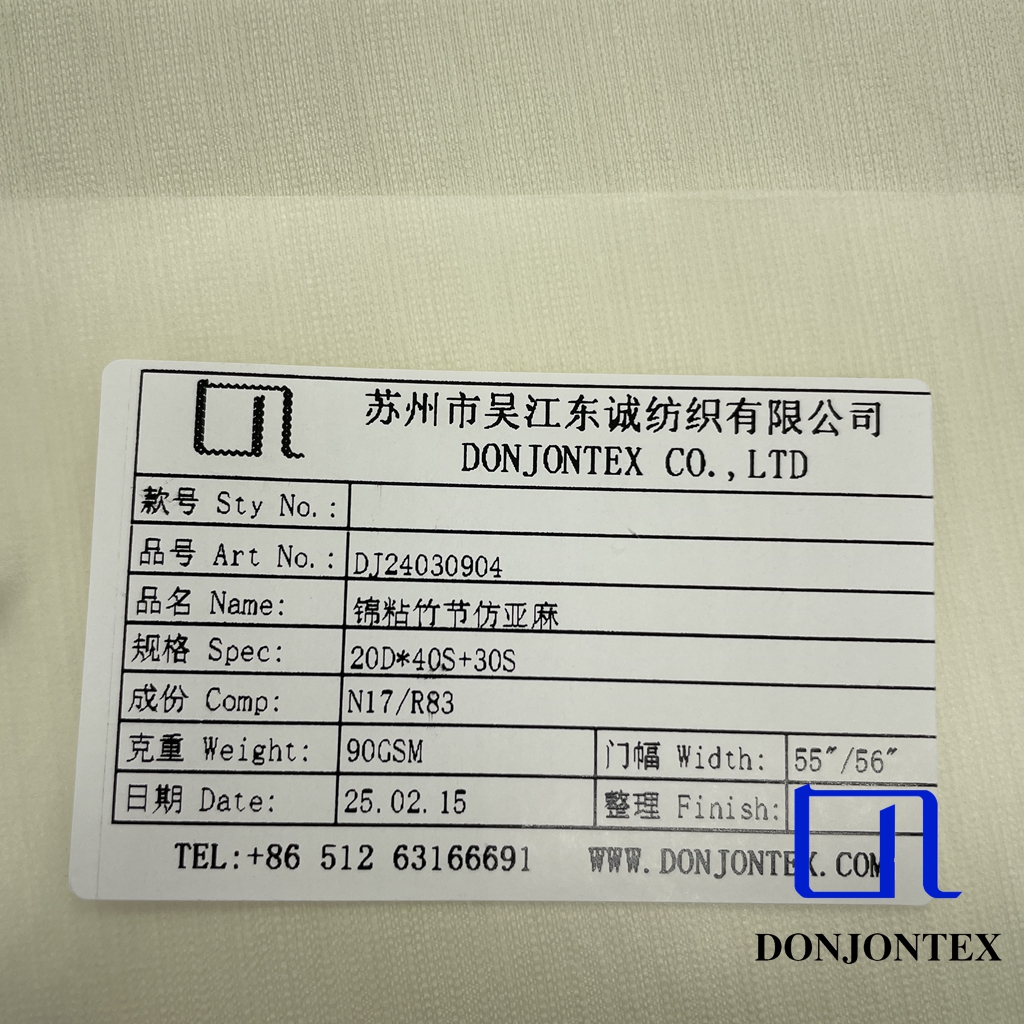 苏州市吴江东诚纺织有限公司
DONJONTEX CO.,LTD
款号 Sty No.:
品号 Art No.: DJ24030904
品名 Name: 锦粘竹节仿亚麻
规格 Spec: 20D*40S+30S
成份 Comp: N17/R83
克重 Weight: 90GSM 门幅 Width: 55″/56″
日期 Date: 25.02.15 整理 Finish:
TEL:+86 512 63166691 WWW.DONJONTEX.COM
DONJONTEX